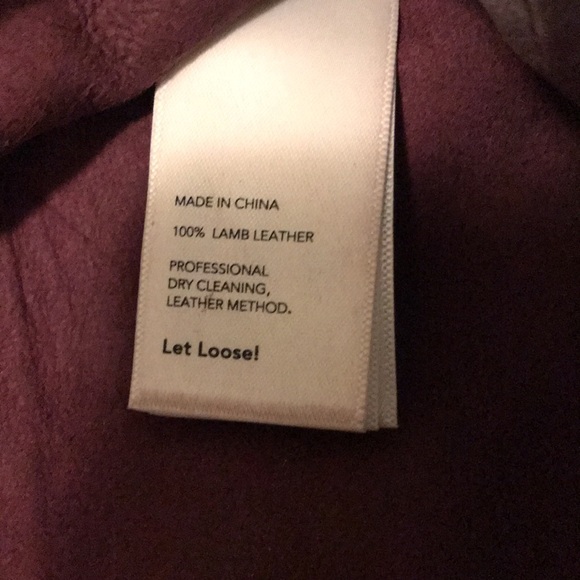 MADE IN CHINA
100% LAMB LEATHER
PROFESSIONAL
DRY CLEANING,
LEATHER METHOD.
Let Loose!